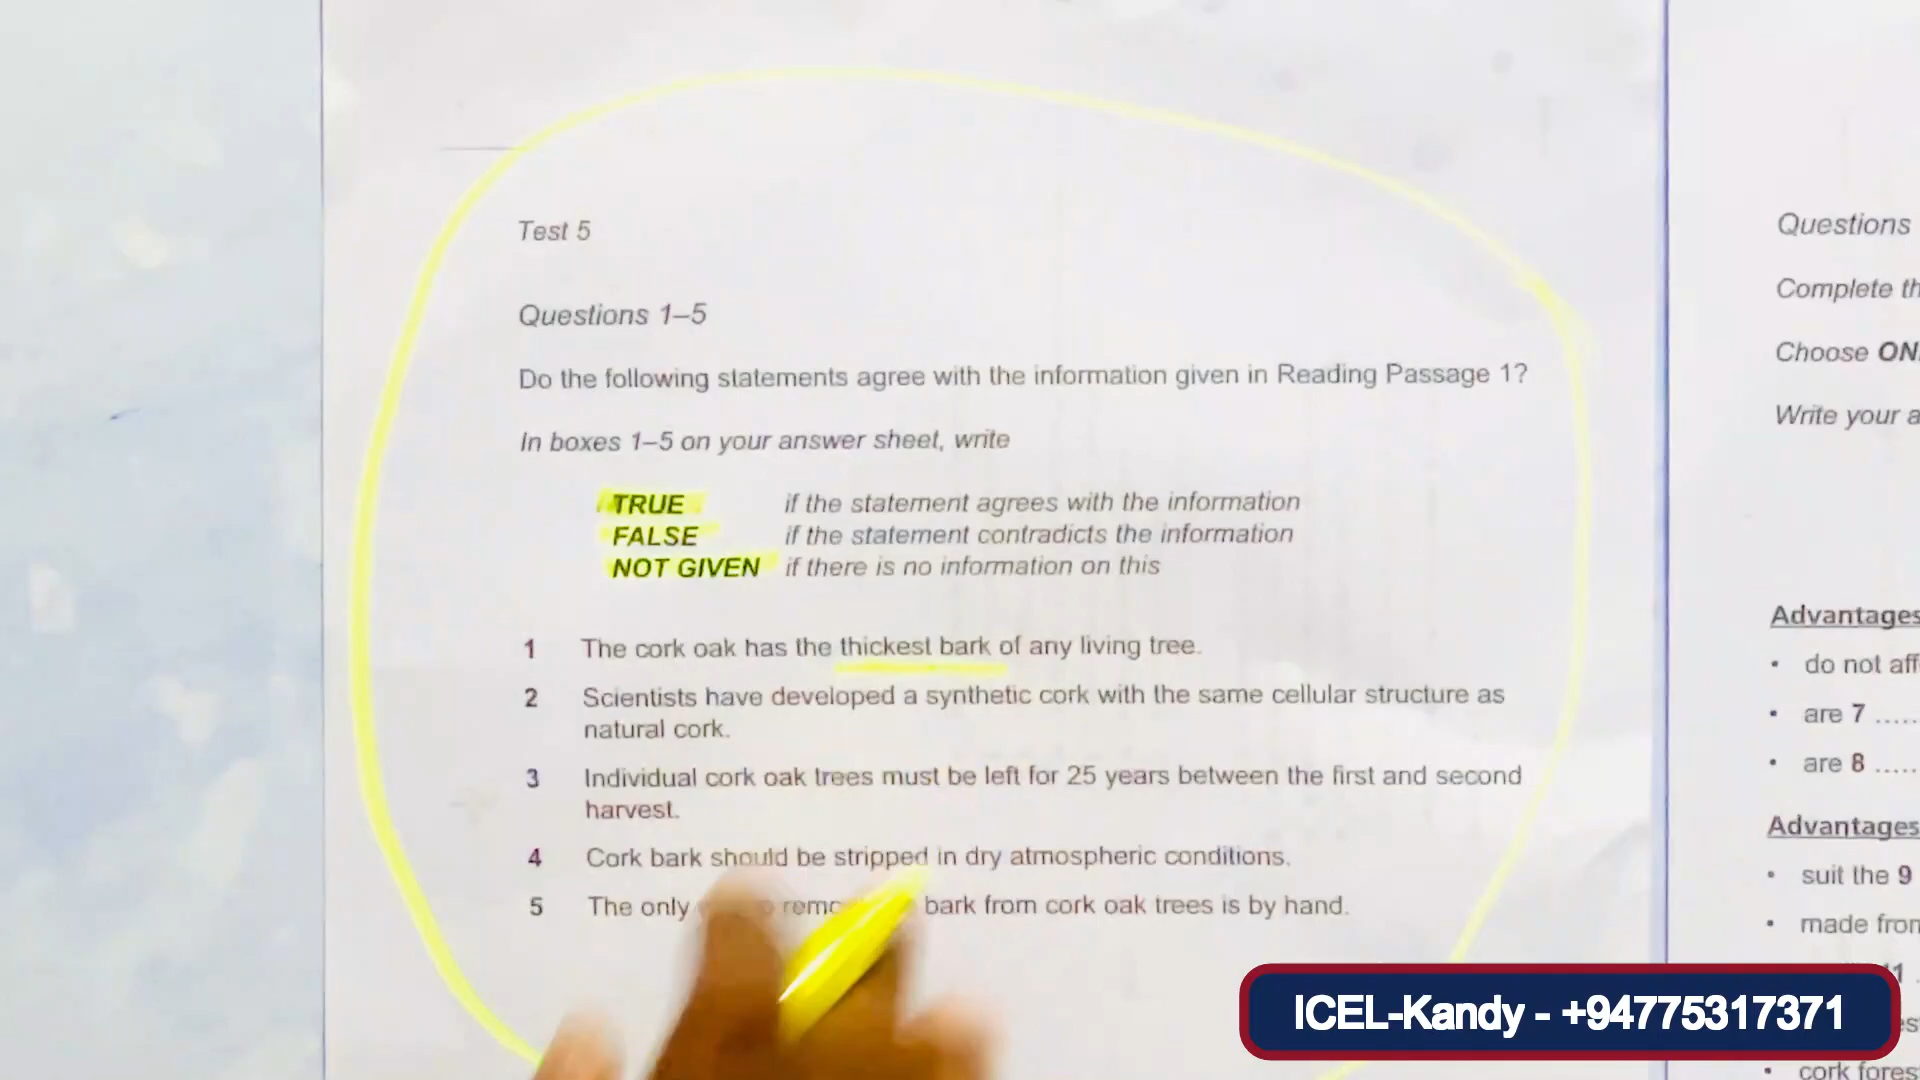 Test 5
Questions 1–5
Do the following statements agree with the information given in Reading Passage 1?
In boxes 1–5 on your answer sheet, write
TRUE if the statement agrees with the information
FALSE if the statement contradicts the information
NOT GIVEN if there is no information on this
1 The cork oak has the thickest bark of any living tree.
2 Scientists have developed a synthetic cork with the same cellular structure as
natural cork.
3 Individual cork oak trees must be left for 25 years between the first and second
harvest.
4 Cork bark should be stripped in dry atmospheric conditions.
5 The only bark from cork oak trees is by hand.
Questions
Complete
Choose
Write your
Advantages
• do not
• are 7 .....
• are 8 .....
Advantages
• suit the 9
• made
• cork
ICEL-Kandy - +94775317371